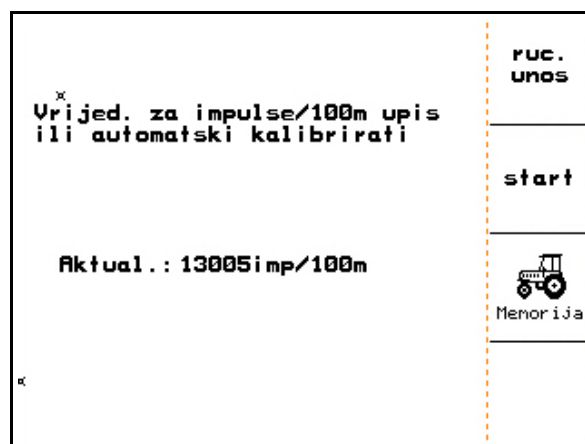 Vrijed. za impulse/100m upis
ili automatski kalibrirati
Aktual.: 13005imp/100m
ruc.
unos
start
Memorija